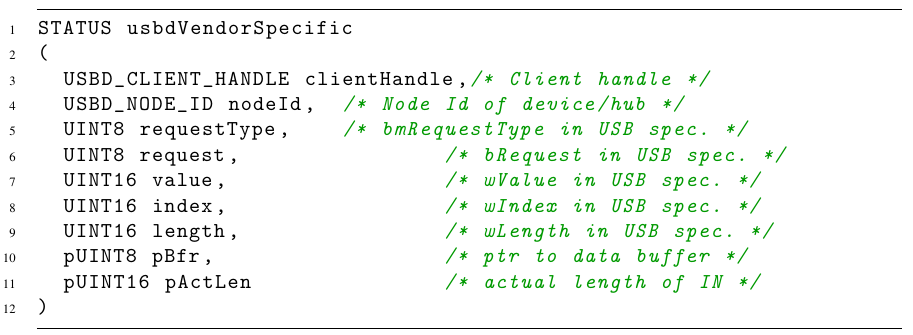 1 STATUS usbdVendorSpecific
2 (
3 USBD_CLIENT_HANDLE clientHandle,/* Client handle */
4 USBD_NODE_ID nodeId, /* Node Id of device/hub */
5 UINT8 requestType, /* bmRequestType in USB spec. */
6 UINT8 request, /* bRequest in USB spec. */
7 UINT16 value, /* wValue in USB spec. */
8 UINT16 index, /* wIndex in USB spec. */
9 UINT16 length, /* wLength in USB spec. */
10 pUINT8 pBfr, /* ptr to data buffer */
11 pUINT16 pActLen /* actual length of IN */
12 )